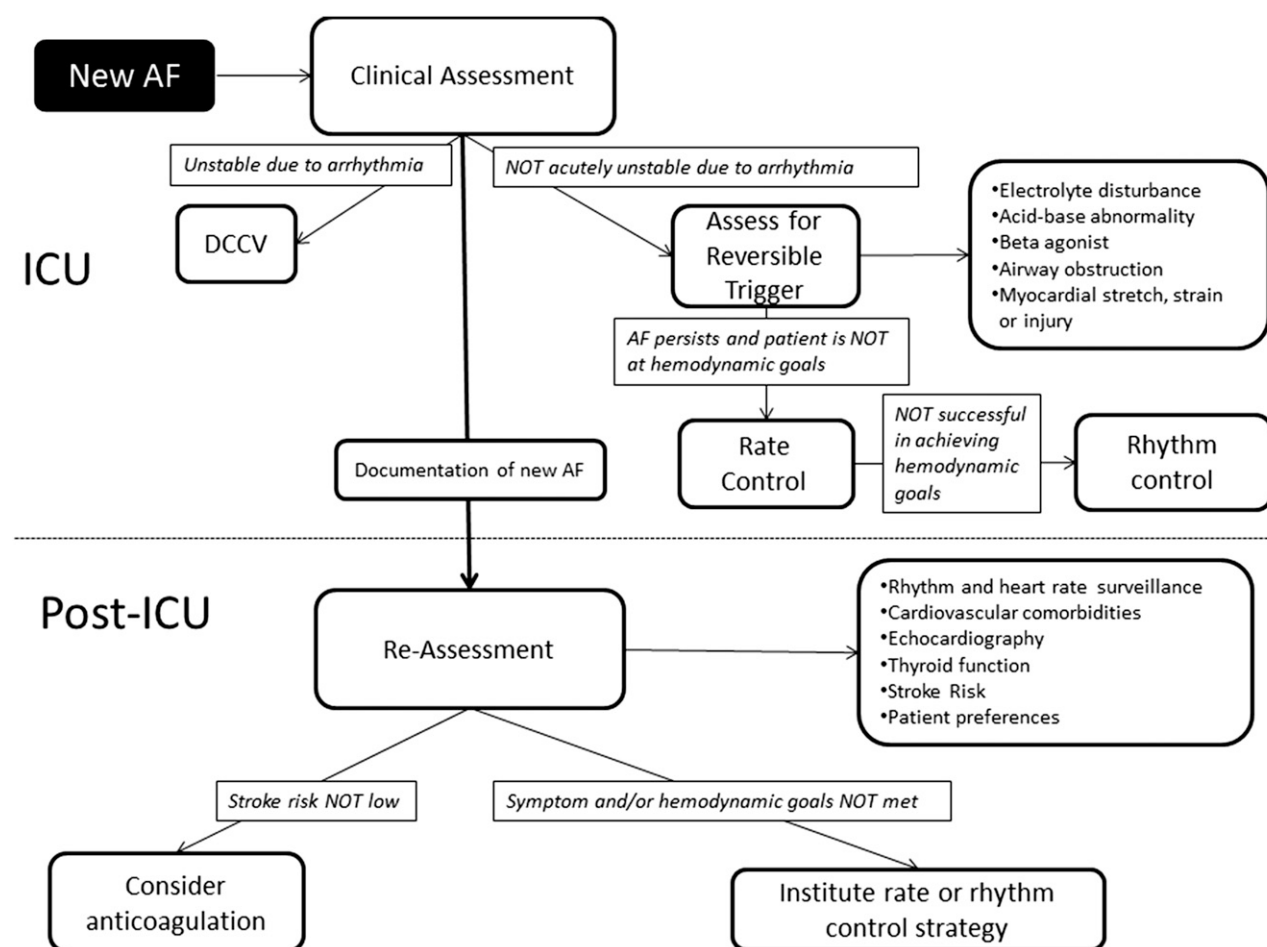 New AF
Clinical Assessment
Unstable due to arrhythmia
NOT acutely unstable due to arrhythmia
ICU
DCCV
Assess for
Reversible
Trigger
•Electrolyte disturbance
•Acid-base abnormality
•Beta agonist
•Airway obstruction
•Myocardial stretch, strain
or injury
AF persists and patient is NOT
at hemodynamic goals
Rate
Control
NOT successful
in achieving
hemodynamic
goals
Rhythm
control
Documentation of new AF
Post-ICU
Re-Assessment
•Rhythm and heart rate surveillance
•Cardiovascular comorbidities
•Echocardiography
•Thyroid function
•Stroke Risk
•Patient preferences
Stroke risk NOT low
Symptom and/or hemodynamic goals NOT met
Consider
anticoagulation
Institute rate or rhythm
control strategy